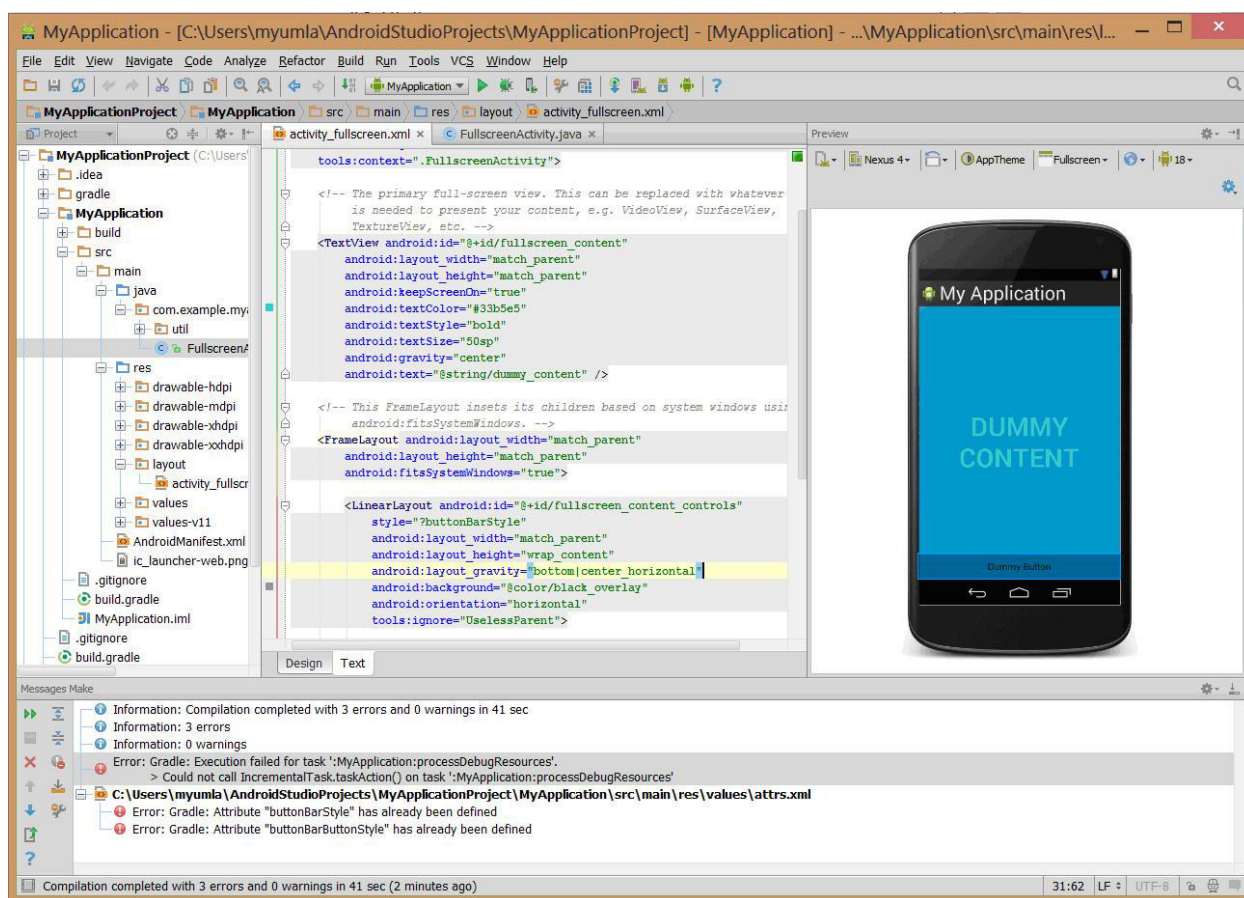 MyApplication - [C:\Users\myumla\AndroidStudioProjects\MyApplicationProject] - [MyApplication] - ...\MyApplication\src\main\res\l...
File Edit View Navigate Code Analyze Refactor Build Run Tools VCS Window Help
MyApplication
MyApplicationProject MyApplication src main res layout activity_fullscreen.xml
Project
activity_fullscreen.xml × FullscreenActivity.java ×
Preview
MyApplicationProject (C:\Users'
.idea
gradle
MyApplication
build
src
main
java
com.example.my
util
FullscreenA
res
drawable-hdpi
drawable-mdpi
drawable-xhdpi
drawable-xxhdpi
layout
activity_fullscr
values
values-v11
AndroidManifest.xml
ic_launcher-web.png
.gitignore
build.gradle
MyApplication.iml
.gitignore
build.gradle
tools:context=".FullscreenActivity">
<!-- The primary full-screen view. This can be replaced with whatever
is needed to present your content, e.g. VideoView, SurfaceView,
TextureView, etc. -->
<TextView android:id="@+id/fullscreen_content"
android:layout_width="match_parent"
android:layout_height="match_parent"
android:keepScreenOn="true"
android:textColor="#33b5e5"
android:textStyle="bold"
android:textSize="50sp"
android:gravity="center"
android:text="@string/dummy_content" />
<!-- This FrameLayout insets its children based on system windows usin
android:fitsSystemWindows. -->
<FrameLayout android:layout_width="match_parent"
android:layout_height="match_parent"
android:fitsSystemWindows="true">
<LinearLayout android:id="@+id/fullscreen_content_controls"
style="?buttonBarStyle"
android:layout_width="match_parent"
android:layout_height="wrap_content"
android:layout_gravity="bottom|center_horizontal"
android:background="@color/black_overlay"
android:orientation="horizontal"
tools:ignore="UselessParent">
Design Text
Nexus 4 AppTheme Fullscreen 18
My Application
DUMMY
CONTENT
Dummy Button
Messages Make
Information: Compilation completed with 3 errors and 0 warnings in 41 sec
Information: 3 errors
Information: 0 warnings
Error: Gradle: Execution failed for task ':MyApplication:processDebugResources'.
> Could not call IncrementalTask.taskAction() on task ':MyApplication:processDebugResources'
C:\Users\myumla\AndroidStudioProjects\MyApplicationProject\MyApplication\src\main\res\values\attrs.xml
Error: Gradle: Attribute "buttonBarStyle" has already been defined
Error: Gradle: Attribute "buttonBarButtonStyle" has already been defined
Compilation completed with 3 errors and 0 warnings in 41 sec (2 minutes ago)
31:62 LF UTF-8